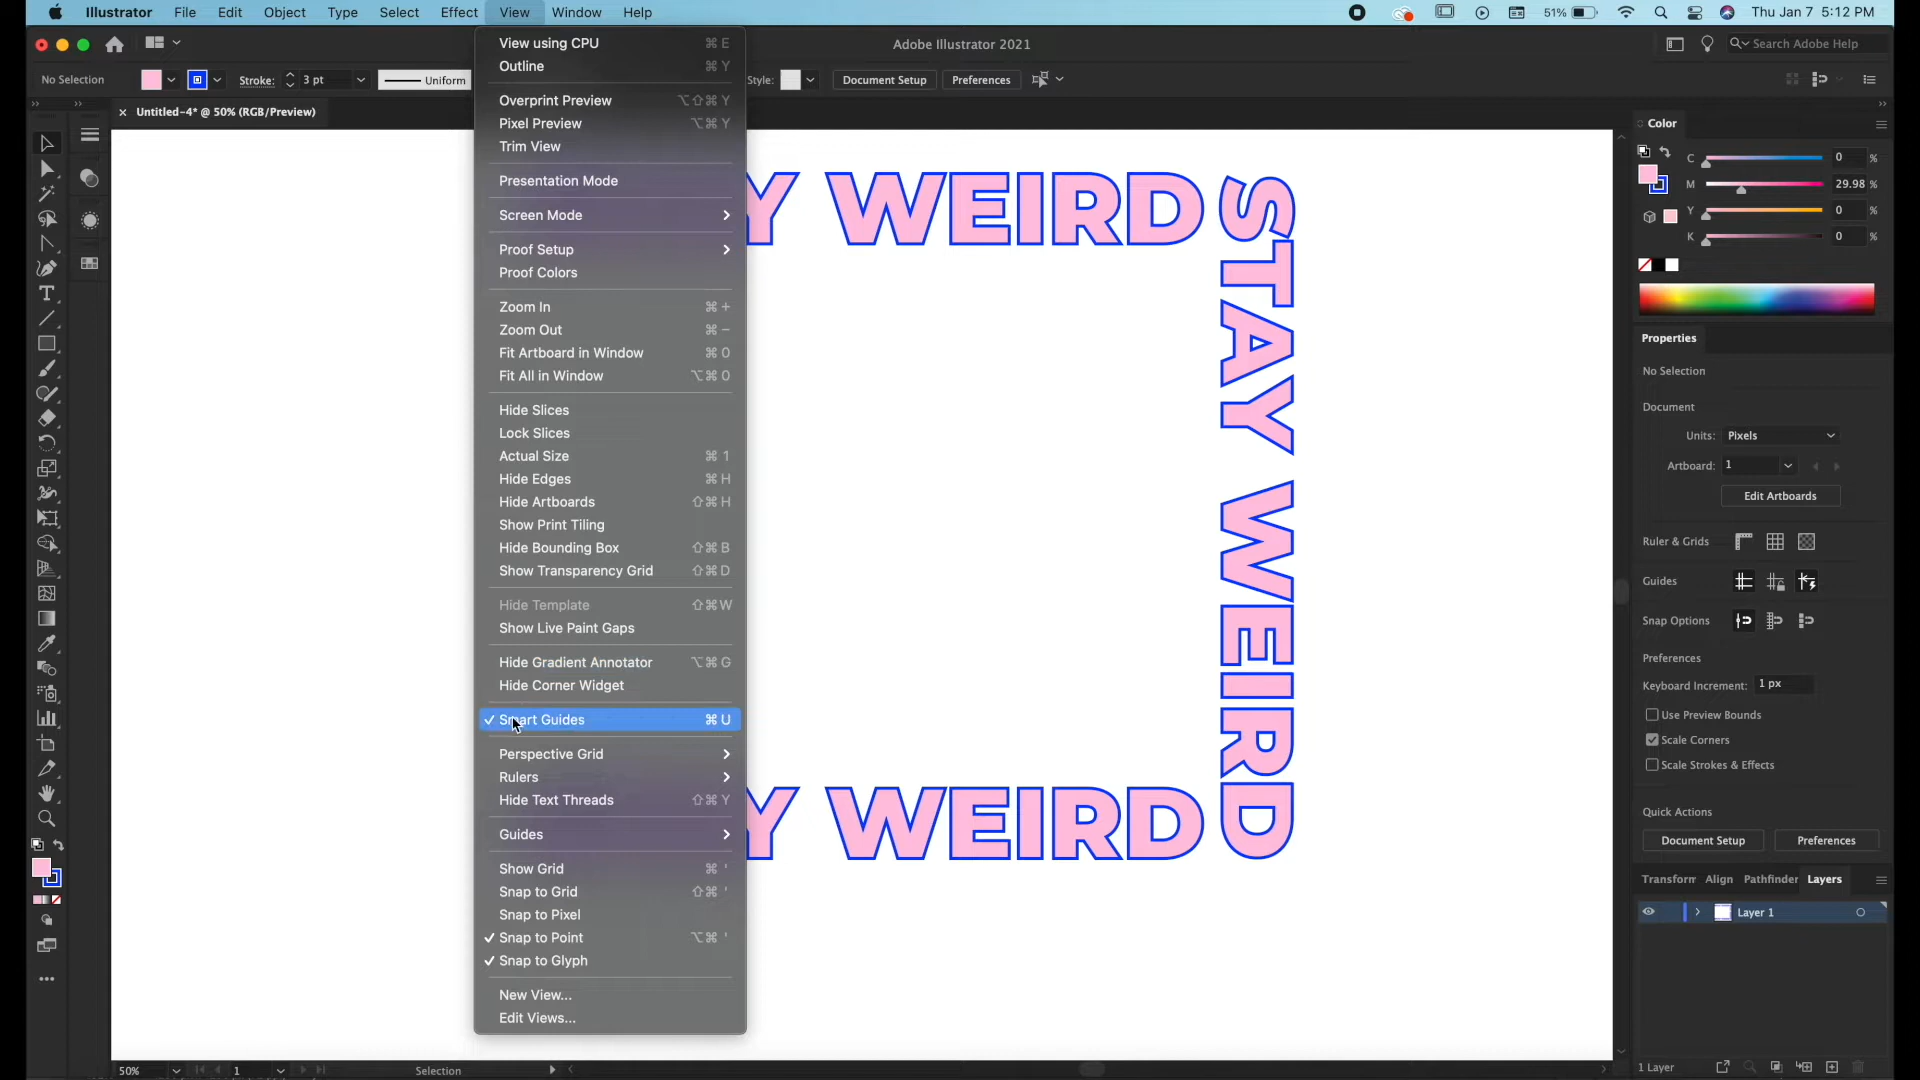 Illustrator File Edit Object Type Select Effect View Window Help 51% Thu Jan 7 5:12 PM
Adobe Illustrator 2021 Search Adobe Help
No Selection Stroke: 3 pt Uniform Style: Document Setup Preferences
Untitled-4* @ 50% (RGB/Preview)
View using CPU ⌘ E
Outline ⌘ Y
Overprint Preview ⌥⇧⌘ Y
Pixel Preview ⌥⌘ Y
Trim View
Presentation Mode
Screen Mode
Proof Setup
Proof Colors
Zoom In ⌘ +
Zoom Out ⌘ −
Fit Artboard in Window ⌘ 0
Fit All in Window ⌥⌘ 0
Hide Slices
Lock Slices
Actual Size ⌘ 1
Hide Edges ⌘ H
Hide Artboards ⇧⌘ H
Show Print Tiling
Hide Bounding Box ⇧⌘ B
Show Transparency Grid ⇧⌘ D
Hide Template ⇧⌘ W
Show Live Paint Gaps
Hide Gradient Annotator ⌥⌘ G
Hide Corner Widget
✓ Smart Guides ⌘ U
Perspective Grid
Rulers
Hide Text Threads ⇧⌘ Y
Guides
Show Grid ⌘ '
Snap to Grid ⇧⌘ '
Snap to Pixel
✓ Snap to Point ⌥⌘ '
✓ Snap to Glyph
New View...
Edit Views...
Y WEIRD
STAY WEIRD
Y WEIRD
Color
C 0 %
M 29.98 %
Y 0 %
K 0 %
Properties
No Selection
Document
Units: Pixels
Artboard: 1
Edit Artboards
Ruler & Grids
Guides
Snap Options
Preferences
Keyboard Increment: 1 px
Use Preview Bounds
Scale Corners
Scale Strokes & Effects
Quick Actions
Document Setup Preferences
Transform Align Pathfinder Layers
Layer 1
1 Layer
50% 1 Selection